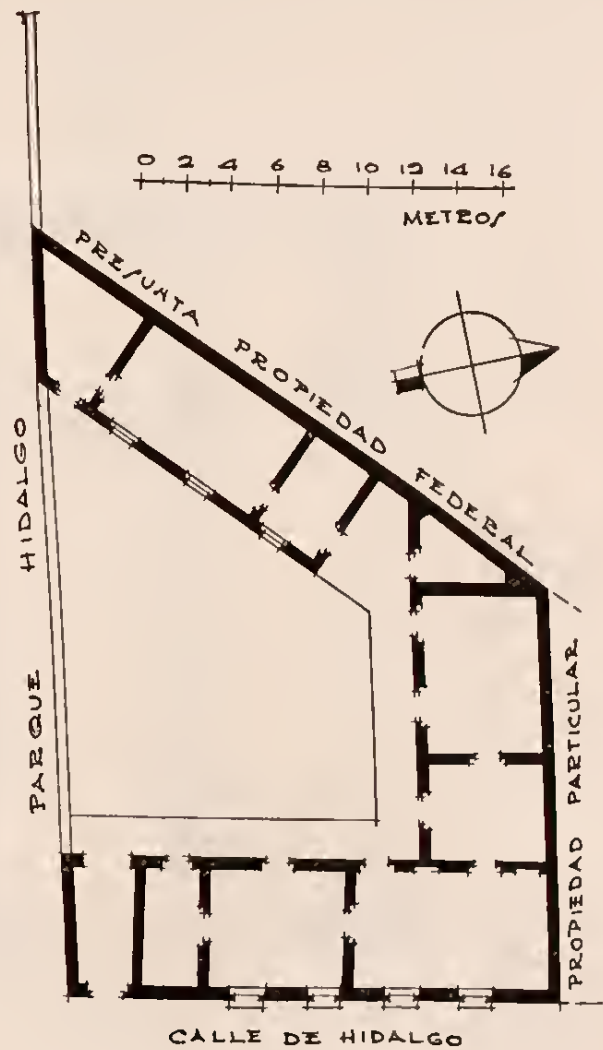 0 2 4 6 8 10 12 14 16
METROS
PRESUNTA PROPIEDAD FEDERAL
PARQUE HIDALGO
PROPIEDAD PARTICULAR
CALLE DE HIDALGO